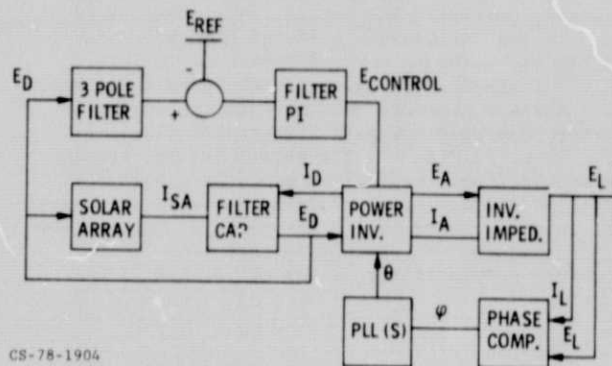 E_REF
E_D
3 POLE FILTER
-
+
FILTER PI
E_CONTROL
SOLAR ARRAY
I_SA
FILTER CAP
I_D
E_D
POWER INV.
E_A
I_A
INV. IMPED.
E_L
θ
I_L
PLL (S)
φ
PHASE COMP.
E_L
CS-78-1904